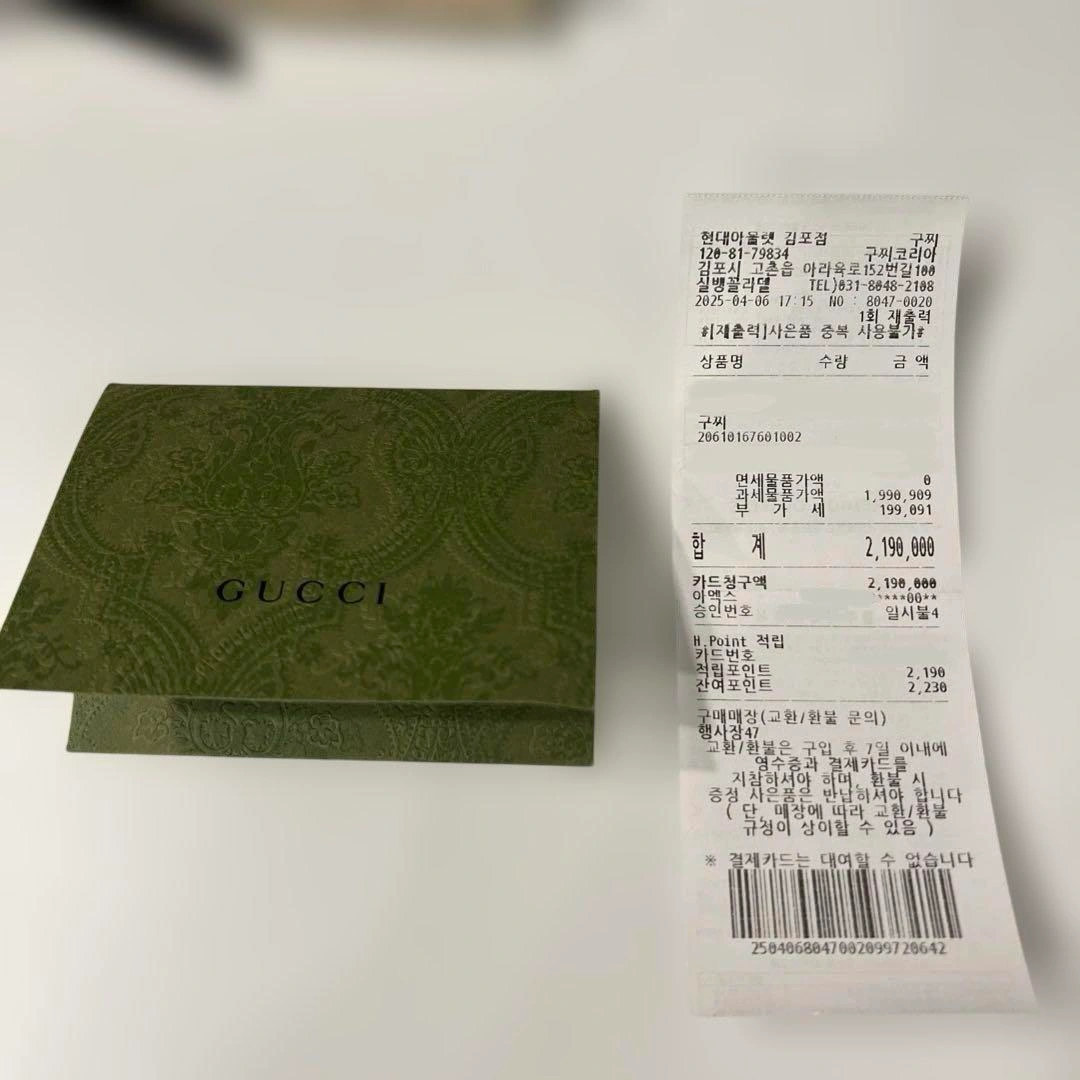 GUCCI
현대아울렛 김포점 구찌
120-81-79834 구찌코리아
김포시 고촌읍 아라육로152번길100
실뱅꼴라델 TEL)031-8048-2108
2025-04-06 17:15 NO : 8047-0020
1회 재출력
#[재출력]사은품 중복 사용불가#
상품명 수량 금 액
구찌
20610167601002
면세물품가액 0
과세물품가액 1,990,909
부 가 세 199,091
합 계 2,190,000
카드청구액 2,190,000
아멕스 ****00**
승인번호 일시불4
H.Point 적립
카드번호
적립포인트 2,190
잔여포인트 2,230
구매매장(교환/환불 문의)
행사장47
교환/환불은 구입 후 7일 이내에
영수증과 결제카드를
지참하셔야 하며, 환불 시
증정 사은품은 반납하셔야 합니다
( 단, 매장에 따라 교환/환불
규정이 상이할 수 있음 )
※ 결제카드는 대여할 수 없습니다
2504068047002099720642